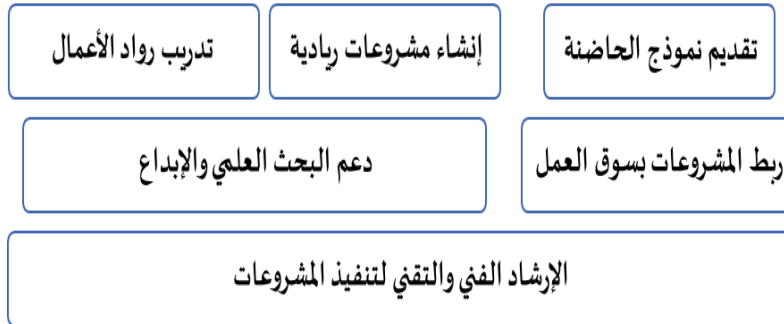 تقديم نموذج الحاضنة
إنشاء مشروعات ريادية
تدريب رواد الأعمال
ربط المشروعات بسوق العمل
دعم البحث العلمي والإبداع
الإرشاد الفني والتقني لتنفيذ المشروعات